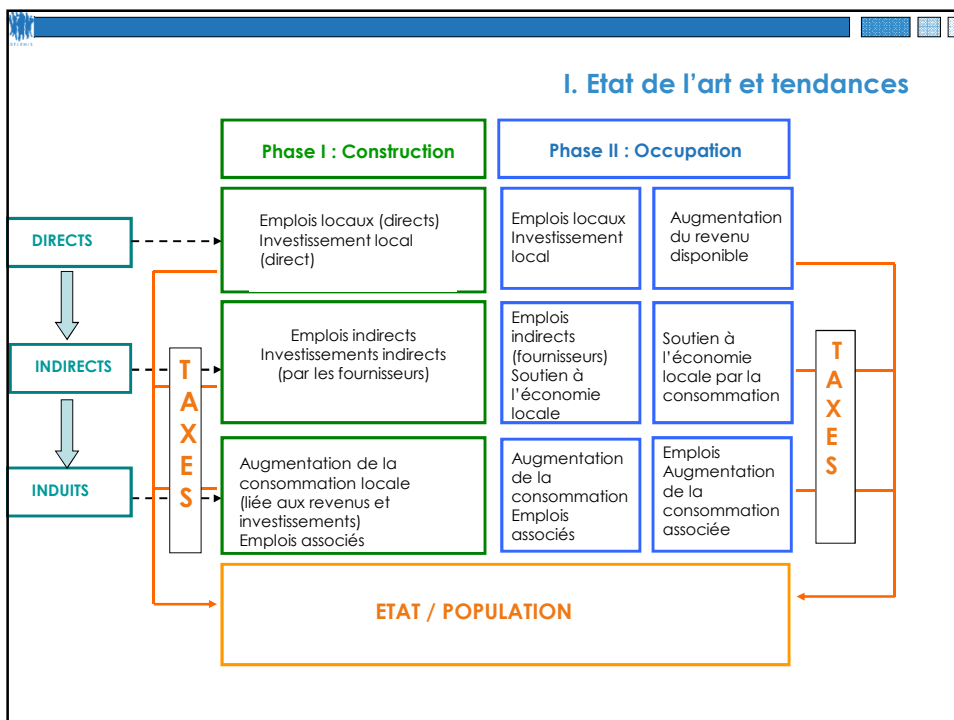 I. Etat de l’art et tendances
Phase I : Construction
Phase II : Occupation
DIRECTS
Emplois locaux (directs)
Investissement local
(direct)
Emplois locaux
Investissement
local
Augmentation
du revenu
disponible
INDIRECTS
TAXES
Emplois indirects
Investissements indirects
(par les fournisseurs)
Emplois
indirects
(fournisseurs)
Soutien à
l’économie
locale
Soutien à
l’économie
locale par la
consommation
TAXES
INDUITS
Augmentation de la
consommation locale
(liée aux revenus et
investissements)
Emplois associés
Augmentation
de la
consommation
Emplois
associés
Emplois
Augmentation
de la
consommation
associée
ETAT / POPULATION